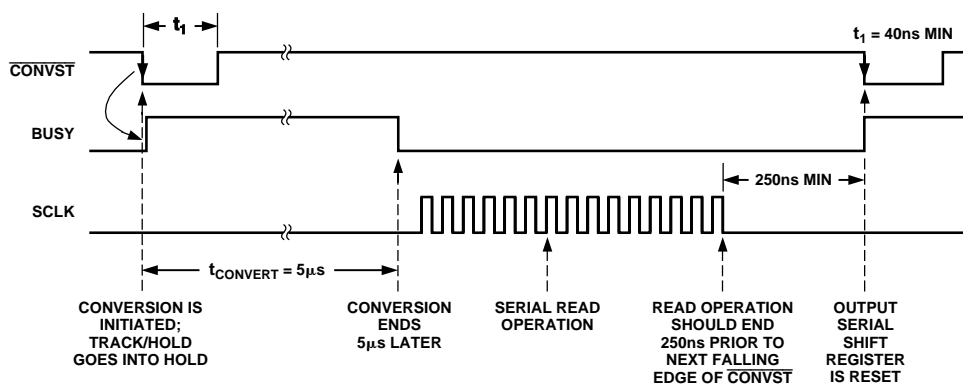 t1
t1 = 40ns MIN
CONVST
BUSY
250ns MIN
SCLK
tCONVERT = 5μs
CONVERSION IS
INITIATED;
TRACK/HOLD
GOES INTO HOLD
CONVERSION
ENDS
5μs LATER
SERIAL READ
OPERATION
READ OPERATION
SHOULD END
250ns PRIOR TO
NEXT FALLING
EDGE OF CONVST
OUTPUT
SERIAL
SHIFT
REGISTER
IS RESET